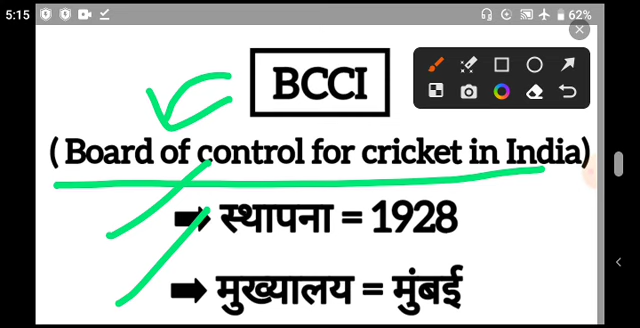 5:15
62%
BCCI
( Board of control for cricket in India)
➡ स्थापना = 1928
➡ मुख्यालय = मुंबई